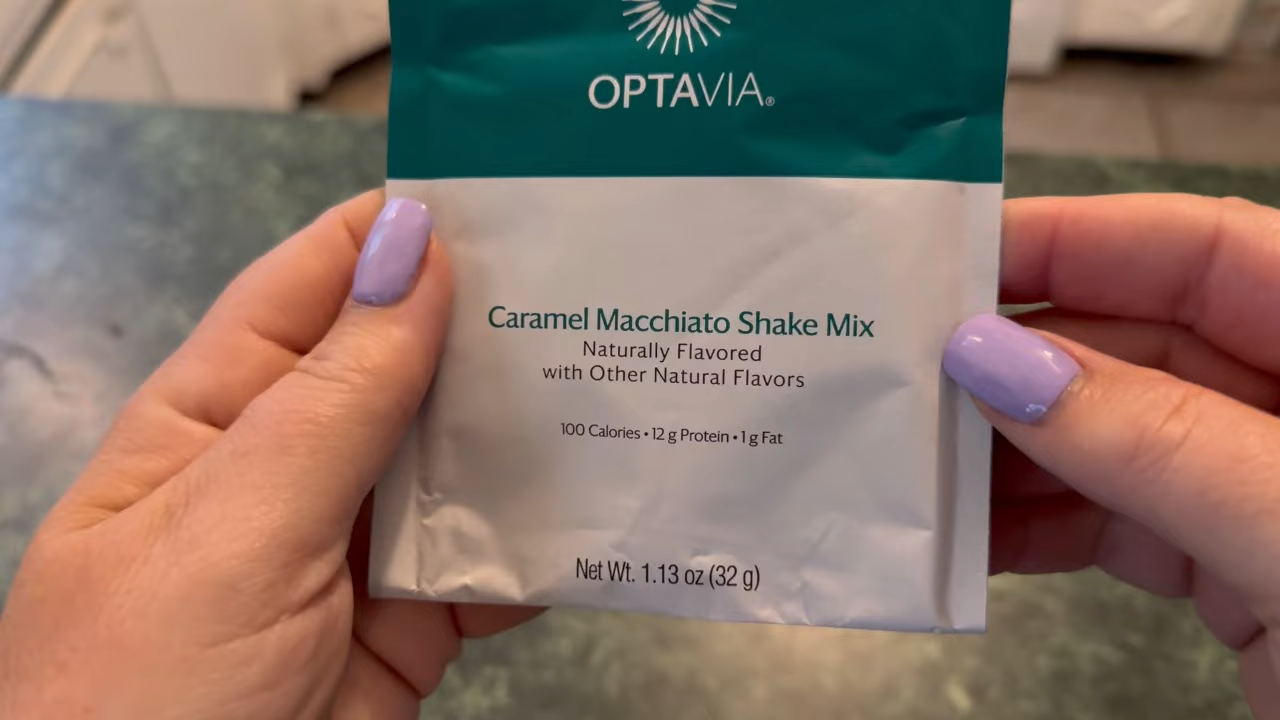 OPTAVIA®
Caramel Macchiato Shake Mix
Naturally Flavored
with Other Natural Flavors
100 Calories • 12 g Protein • 1 g Fat
Net Wt. 1.13 oz (32 g)